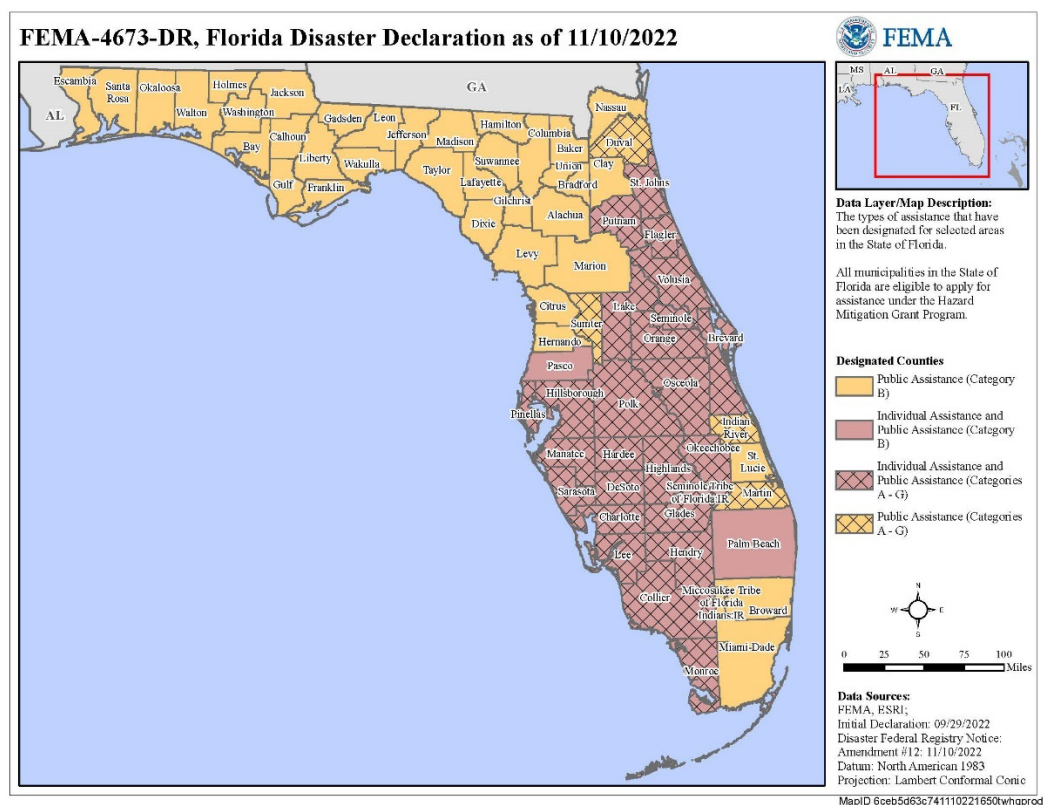 FEMA-4673-DR, Florida Disaster Declaration as of 11/10/2022
FEMA
AL
GA
Escambia
Santa
Rosa
Okaloosa
Holmes
Jackson
Walton
Washington
Bay
Calhoun
Gulf
Liberty
Franklin
Gadsden
Leon
Wakulla
Jefferson
Madison
Taylor
Hamilton
Suwannee
Lafayette
Columbia
Baker
Union
Bradford
Gilchrist
Dixie
Alachua
Nassau
Duval
Clay
St. Johns
Putnam
Flagler
Levy
Marion
Volusia
Citrus
Sumter
Lake
Hernando
Seminole
Orange
Brevard
Pasco
Osceola
Hillsborough
Polk
Pinellas
Indian
River
Okeechobee
Manatee
Hardee
Highlands
St.
Lucie
Sarasota
DeSoto
Seminole Tribe
of Florida:IR
Martin
Charlotte
Glades
Lee
Hendry
Palm Beach
Collier
Miccosukee Tribe
of Florida
Indians:IR
Broward
Miami-Dade
Monroe
MS
AL
GA
LA
FL
Data Layer/Map Description:
The types of assistance that have
been designated for selected areas
in the State of Florida.
All municipalities in the State of
Florida are eligible to apply for
assistance under the Hazard
Mitigation Grant Program.
Designated Counties
Public Assistance (Category
B)
Individual Assistance and
Public Assistance (Category
B)
Individual Assistance and
Public Assistance (Categories
A - G)
Public Assistance (Categories
A - G)
N
W E
S
0 25 50 75 100
Miles
Data Sources:
FEMA, ESRI;
Initial Declaration: 09/29/2022
Disaster Federal Registry Notice:
Amendment #12: 11/10/2022
Datum: North American 1983
Projection: Lambert Conformal Conic
MapID 6ceb5d63c741110221650twhqprod